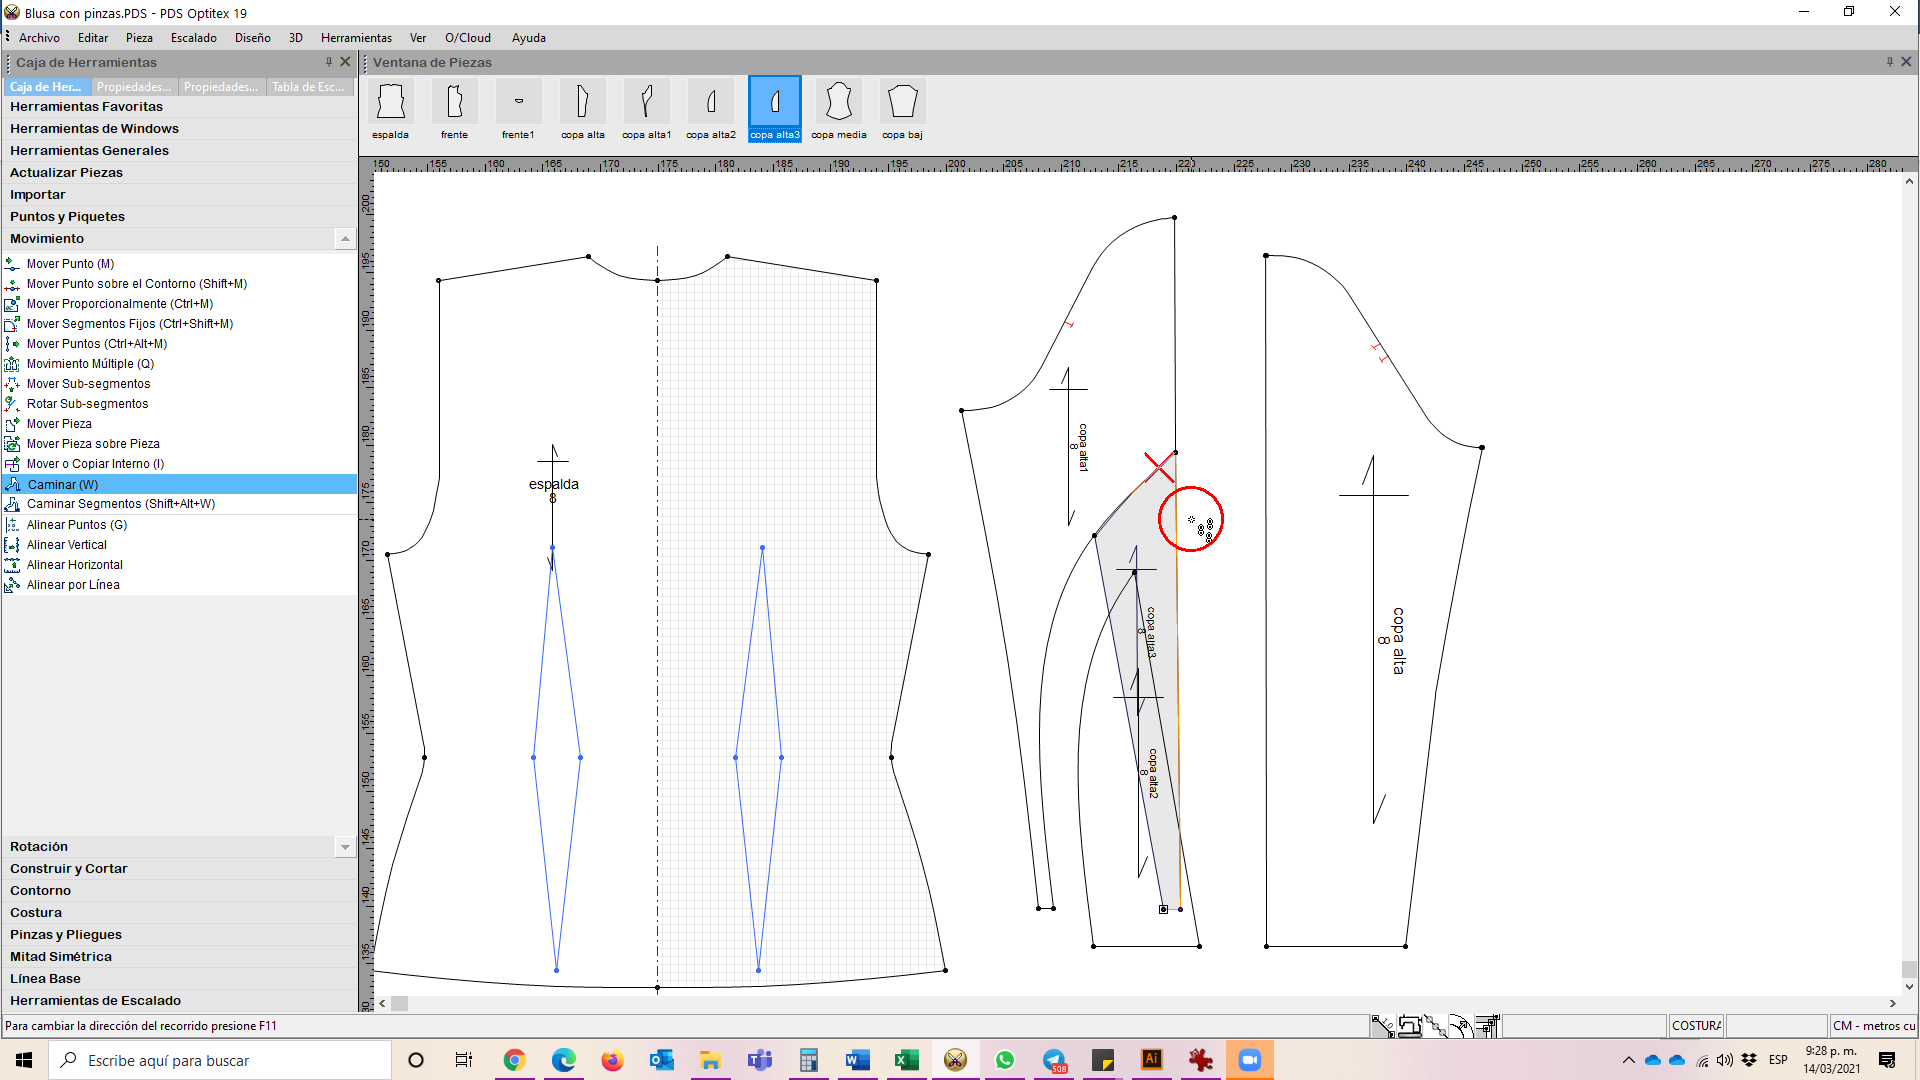 Blusa con pinzas.PDS - PDS Optitex 19
Archivo Editar Pieza Escalado Diseño 3D Herramientas Ver O/Cloud Ayuda
Caja de Herramientas
Ventana de Piezas
Caja de Her... Propiedades... Propiedades... Tabla de Esc...
Herramientas Favoritas
Herramientas de Windows
Herramientas Generales
Actualizar Piezas
Importar
Puntos y Piquetes
Movimiento
Mover Punto (M)
Mover Punto sobre el Contorno (Shift+M)
Mover Proporcionalmente (Ctrl+M)
Mover Segmentos Fijos (Ctrl+Shift+M)
Mover Puntos (Ctrl+Alt+M)
Movimiento Múltiple (Q)
Mover Sub-segmentos
Rotar Sub-segmentos
Mover Pieza
Mover Pieza sobre Pieza
Mover o Copiar Interno (I)
Caminar (W)
Caminar Segmentos (Shift+Alt+W)
Alinear Puntos (G)
Alinear Vertical
Alinear Horizontal
Alinear por Línea
Rotación
Construir y Cortar
Contorno
Costura
Pinzas y Pliegues
Mitad Simétrica
Línea Base
Herramientas de Escalado
espalda frente frente1 copa alta copa alta1 copa alta2 copa alta3 copa media copa baj
150 155 160 165 170 175 180 185 190 195 200 205 210 215 220 225 230 235 240 245 250 255 260 265 270 275 280
200
195
190
185
180
175
170
165
160
155
150
145
140
135
130
espalda
8
copa alta1
8
copa alta3
8
copa alta2
8
copa alta
8
Para cambiar la dirección del recorrido presione F11
COSTURA
CM - metros cu
Escribe aquí para buscar
508
Ai
ESP
9:28 p. m.
14/03/2021